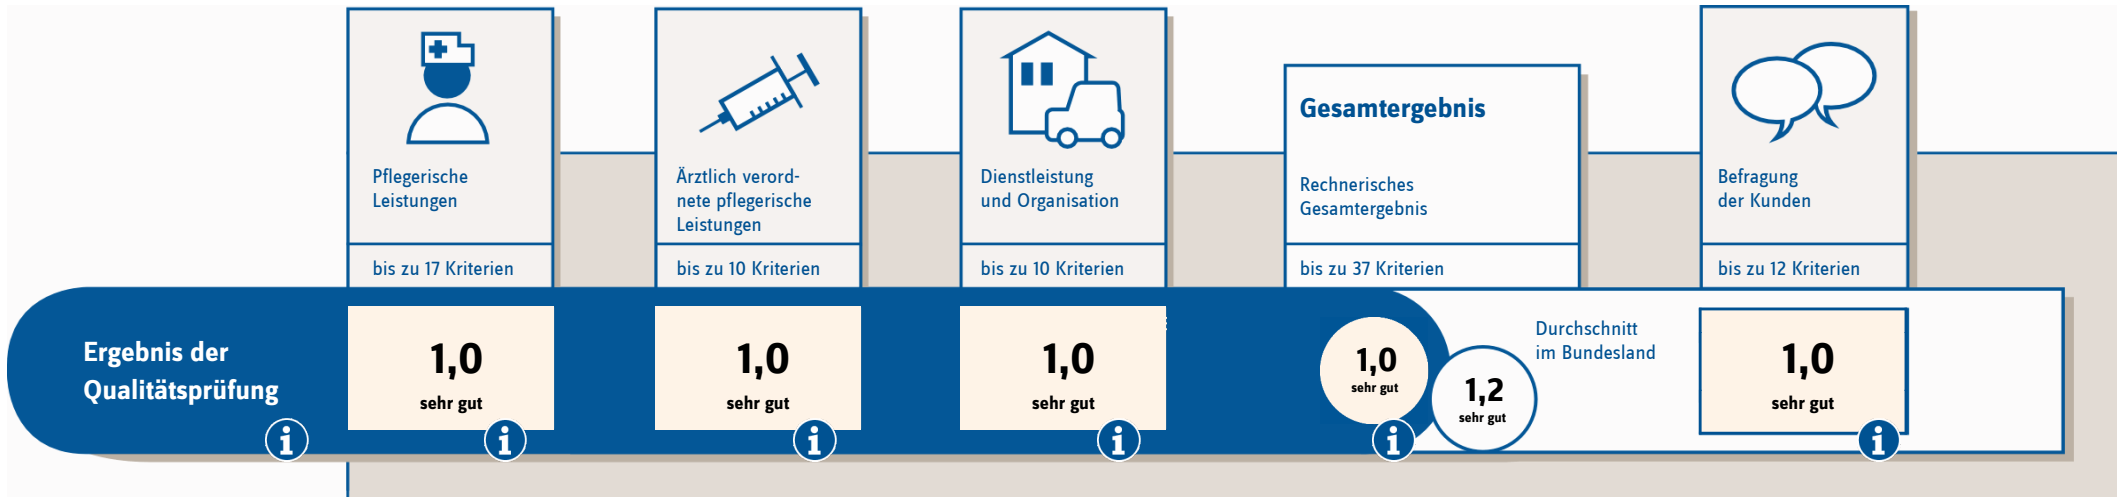 Pflegerische
Leistungen
bis zu 17 Kriterien
Ärztlich verord-
nete pflegerische
Leistungen
bis zu 10 Kriterien
Dienstleistung
und Organisation
bis zu 10 Kriterien
Gesamtergebnis
Rechnerisches
Gesamtergebnis
bis zu 37 Kriterien
Befragung
der Kunden
bis zu 12 Kriterien
Ergebnis der
Qualitätsprüfung
i
1,0
sehr gut
i
1,0
sehr gut
i
1,0
sehr gut
i
1,0
sehr gut
i
1,2
sehr gut
Durchschnitt
im Bundesland
1,0
sehr gut
i